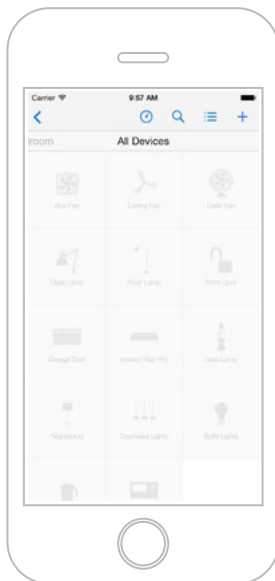 Carrier 9:57 AM
room All Devices
Box Fan Ceiling Fan Desk Fan
Desk Lamp Floor Lamp Front Door
Garage Door Insteon Hub Pro Lava Lamp
Nightstand Overhead Lights Sofit Lights